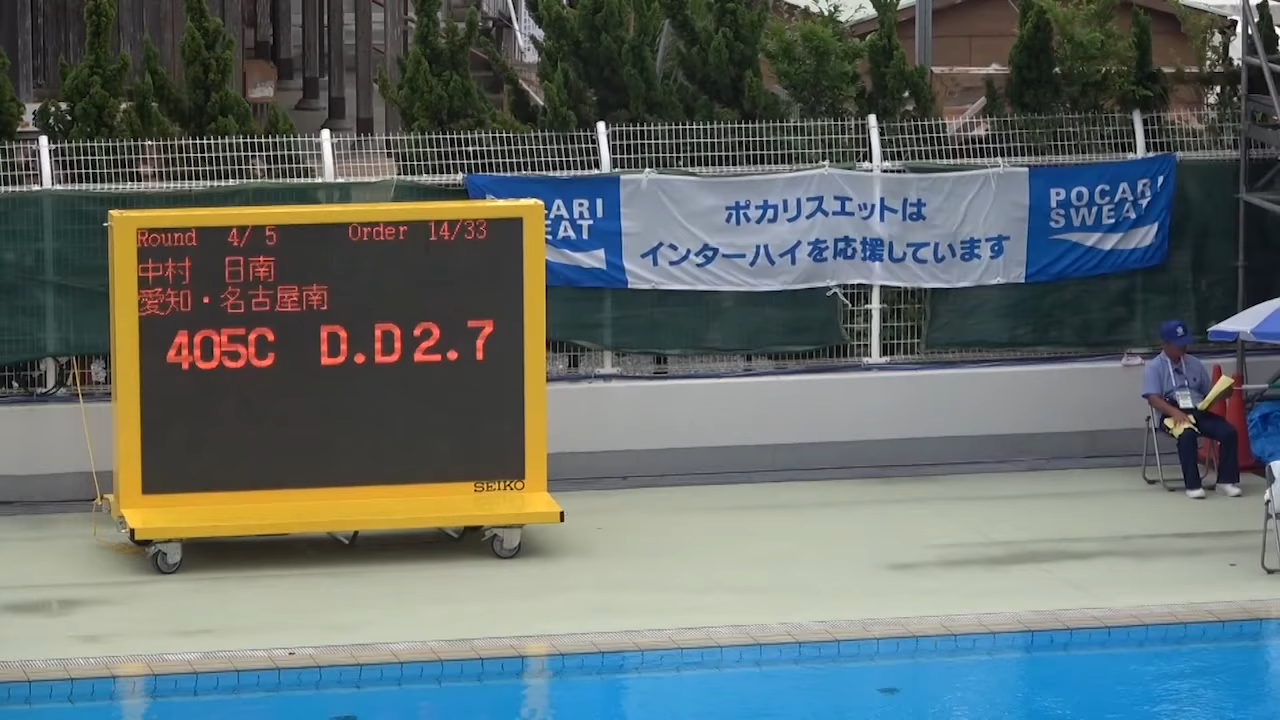 Round 4/ 5 Order 14/33
中村 日南
愛知・名古屋南
405C D.D2.7
SEIKO
CARI
EAT
ポカリスエットは
インターハイを応援しています
POCARI
SWEAT